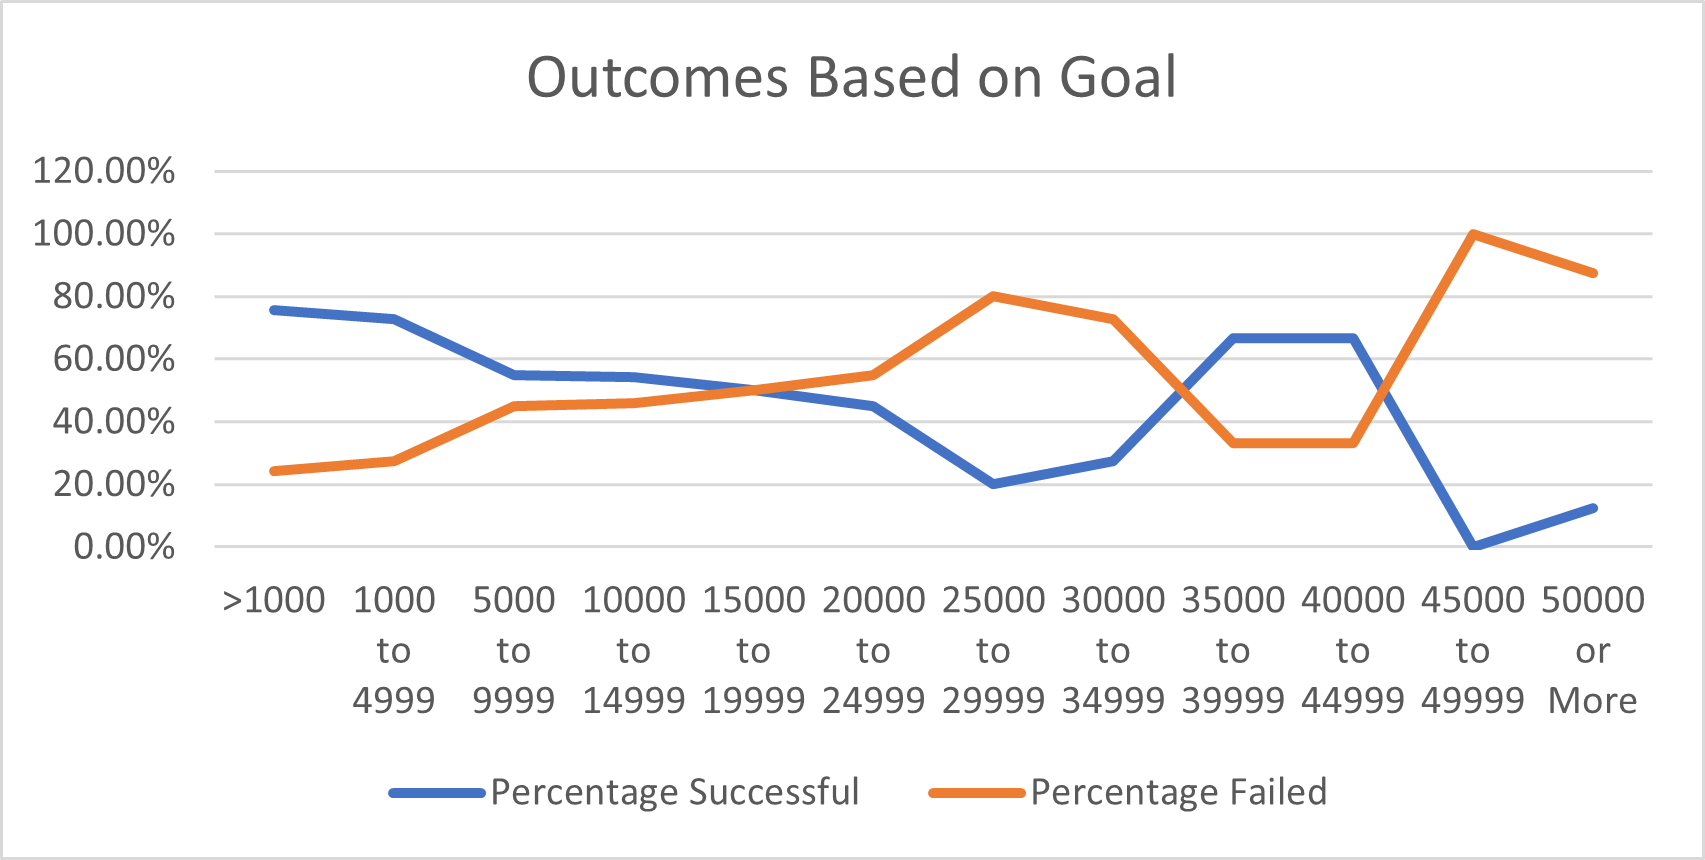 Outcomes Based on Goal
120.00%
100.00%
80.00%
60.00%
40.00%
20.00%
0.00%
>1000
1000
to
4999
5000
to
9999
10000
to
14999
15000
to
19999
20000
to
24999
25000
to
29999
30000
to
34999
35000
to
39999
40000
to
44999
45000
to
49999
50000
or
More
Percentage Successful
Percentage Failed